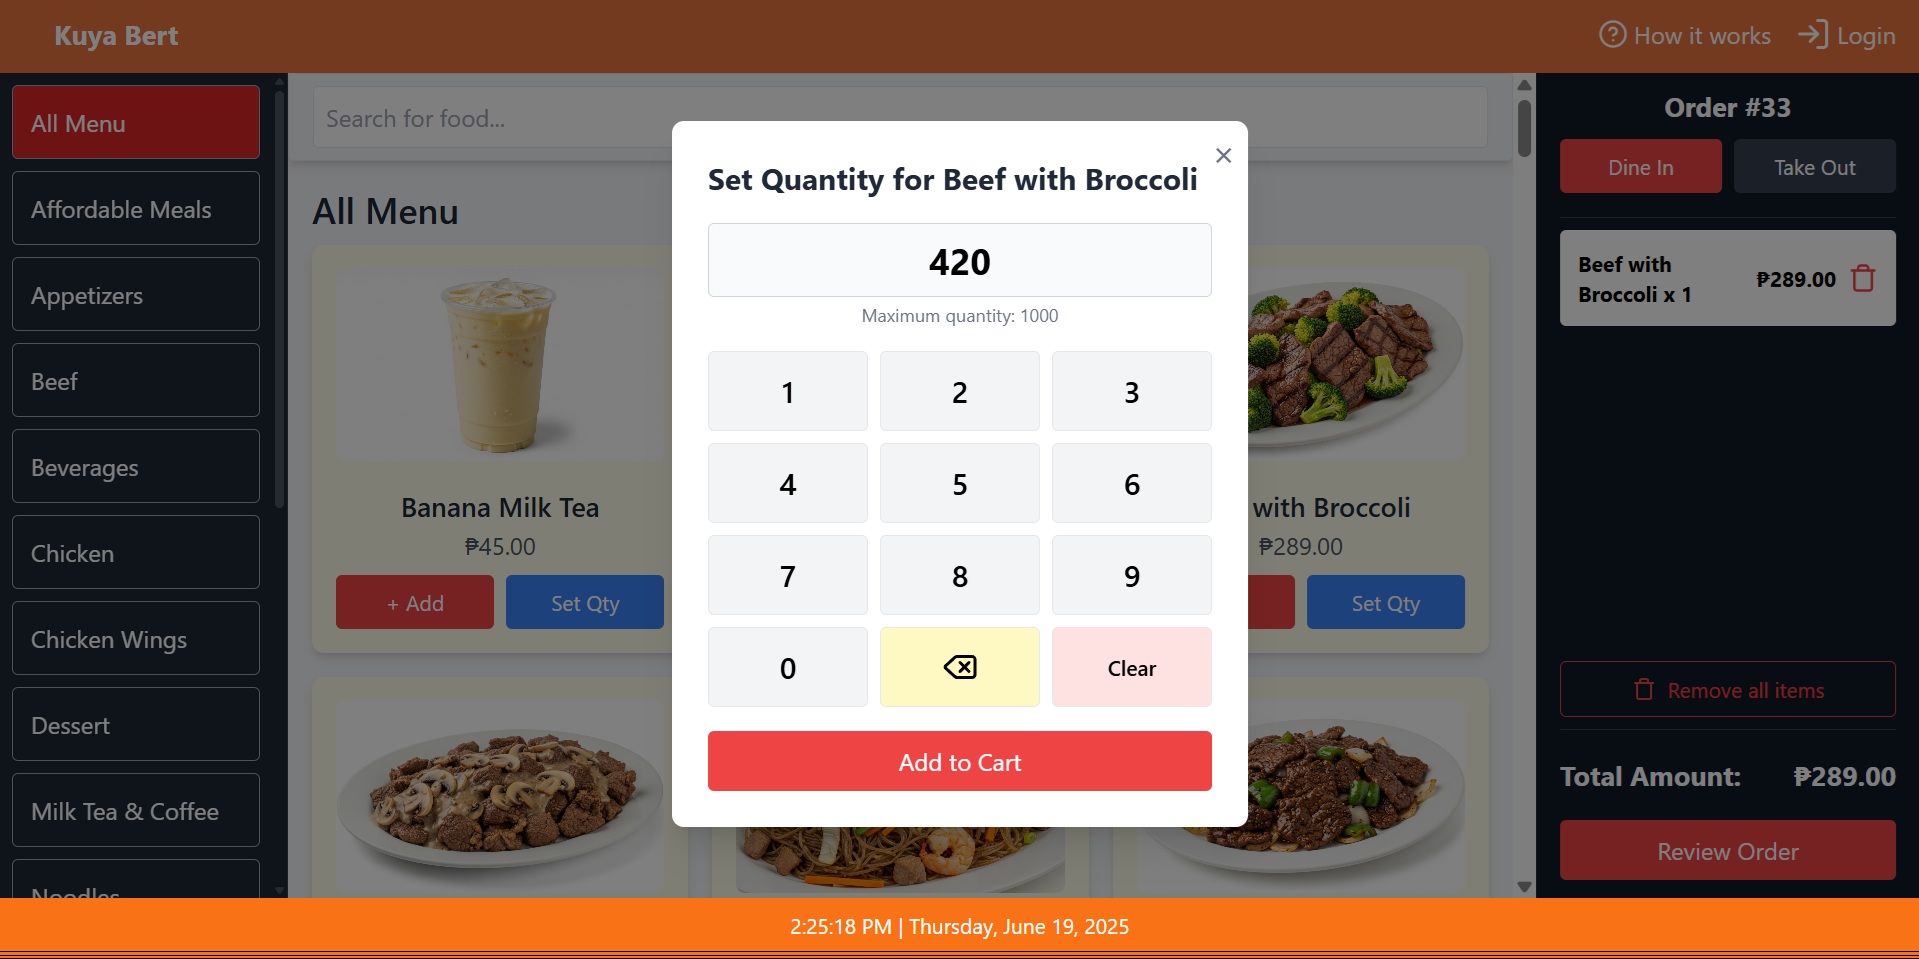 Kuya Bert
How it works
Login
All Menu
Affordable Meals
Appetizers
Beef
Beverages
Chicken
Chicken Wings
Dessert
Milk Tea & Coffee
Noodles
Search for food...
All Menu
Banana Milk Tea
₱45.00
+ Add
Set Qty
with Broccoli
₱289.00
Set Qty
Set Quantity for Beef with Broccoli
420
Maximum quantity: 1000
1
2
3
4
5
6
7
8
9
0
Clear
Add to Cart
Order #33
Dine In
Take Out
Beef with
Broccoli x 1
₱289.00
Remove all items
Total Amount:
₱289.00
Review Order
2:25:18 PM | Thursday, June 19, 2025